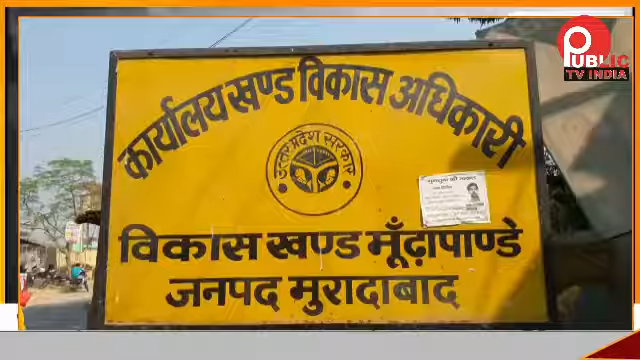 PUBLIC
TV INDIA
कार्यालय खण्ड विकास अधिकारी
उत्तर प्रदेश सरकार
विकास खण्ड मूँढ़ापाण्डे
जनपद मुरादाबाद